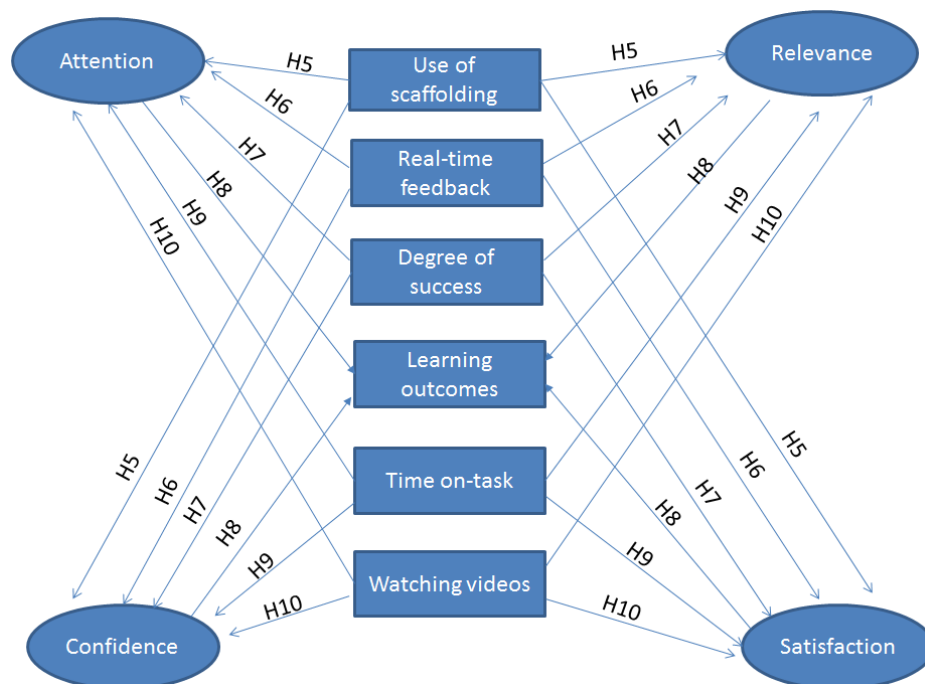 Attention
H5
Use of
scaffolding
H5
Relevance
H6
H6
H7
Real-time
feedback
H7
H8
H8
H9
H9
H10
H10
Degree of
success
Learning
outcomes
H5
H6
H7
H8
Time on-task
H7
H6
H5
H8
H9
H9
H10
Watching videos
H10
Confidence
Satisfaction